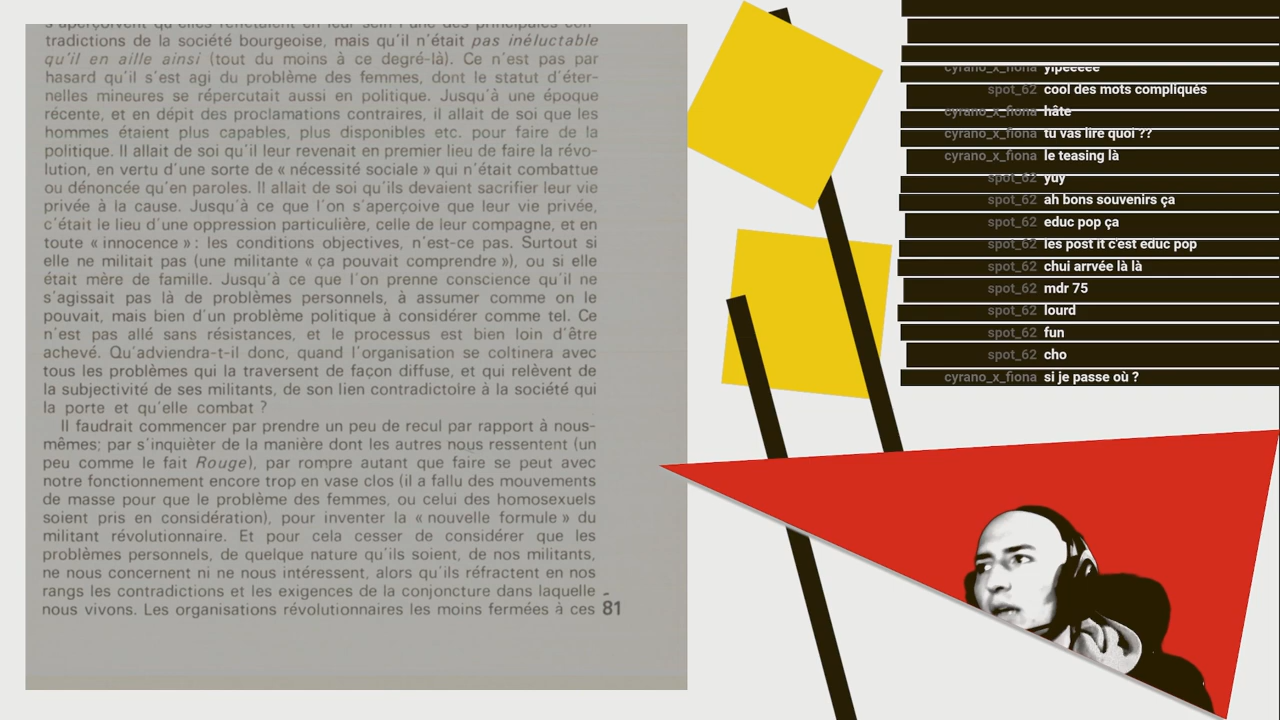 s'aperçoivent qu'elles reflétaient en leur sein l'une des principales con-
tradictions de la société bourgeoise, mais qu'il n'était pas inéluctable
qu'il en aille ainsi (tout du moins à ce degré-là). Ce n'est pas par
hasard qu'il s'est agi du problème des femmes, dont le statut d'éter-
nelles mineures se répercutait aussi en politique. Jusqu'à une époque
récente, et en dépit des proclamations contraires, il allait de soi que les
hommes étaient plus capables, plus disponibles etc. pour faire de la
politique. Il allait de soi qu'il leur revenait en premier lieu de faire la révo-
lution, en vertu d'une sorte de « nécessité sociale » qui n'était combattue
ou dénoncée qu'en paroles. Il allait de soi qu'ils devaient sacrifier leur vie
privée à la cause. Jusqu'à ce que l'on s'aperçoive que leur vie privée,
c'était le lieu d'une oppression particulière, celle de leur compagne, et en
toute « innocence » : les conditions objectives, n'est-ce pas. Surtout si
elle ne militait pas (une militante « ça pouvait comprendre »), ou si elle
était mère de famille. Jusqu'à ce que l'on prenne conscience qu'il ne
s'agissait pas là de problèmes personnels, à assumer comme on le
pouvait, mais bien d'un problème politique à considérer comme tel. Ce
n'est pas allé sans résistances, et le processus est bien loin d'être
achevé. Qu'adviendra-t-il donc, quand l'organisation se coltinera avec
tous les problèmes qui la traversent de façon diffuse, et qui relèvent de
la subjectivité de ses militants, de son lien contradictoire à la société qui
la porte et qu'elle combat ?
Il faudrait commencer par prendre un peu de recul par rapport à nous-
mêmes; par s'inquièter de la manière dont les autres nous ressentent (un
peu comme le fait Rouge), par rompre autant que faire se peut avec
notre fonctionnement encore trop en vase clos (il a fallu des mouvements
de masse pour que le problème des femmes, ou celui des homosexuels
soient pris en considération), pour inventer la « nouvelle formule » du
militant révolutionnaire. Et pour cela cesser de considérer que les
problèmes personnels, de quelque nature qu'ils soient, de nos militants,
ne nous concernent ni ne nous intéressent, alors qu'ils réfractent en nos
rangs les contradictions et les exigences de la conjoncture dans laquelle
nous vivons. Les organisations révolutionnaires les moins fermées à ces 81
cyrano_x_fiona yipeeeee
spot_62 cool des mots compliqués
cyrano_x_fiona hâte
cyrano_x_fiona tu vas lire quoi ??
cyrano_x_fiona le teasing là
spot_62 yuy
spot_62 ah bons souvenirs ça
spot_62 educ pop ça
spot_62 les post it c'est educ pop
spot_62 chui arrvée là là
spot_62 mdr 75
spot_62 lourd
spot_62 fun
spot_62 cho
cyrano_x_fiona si je passe où ?